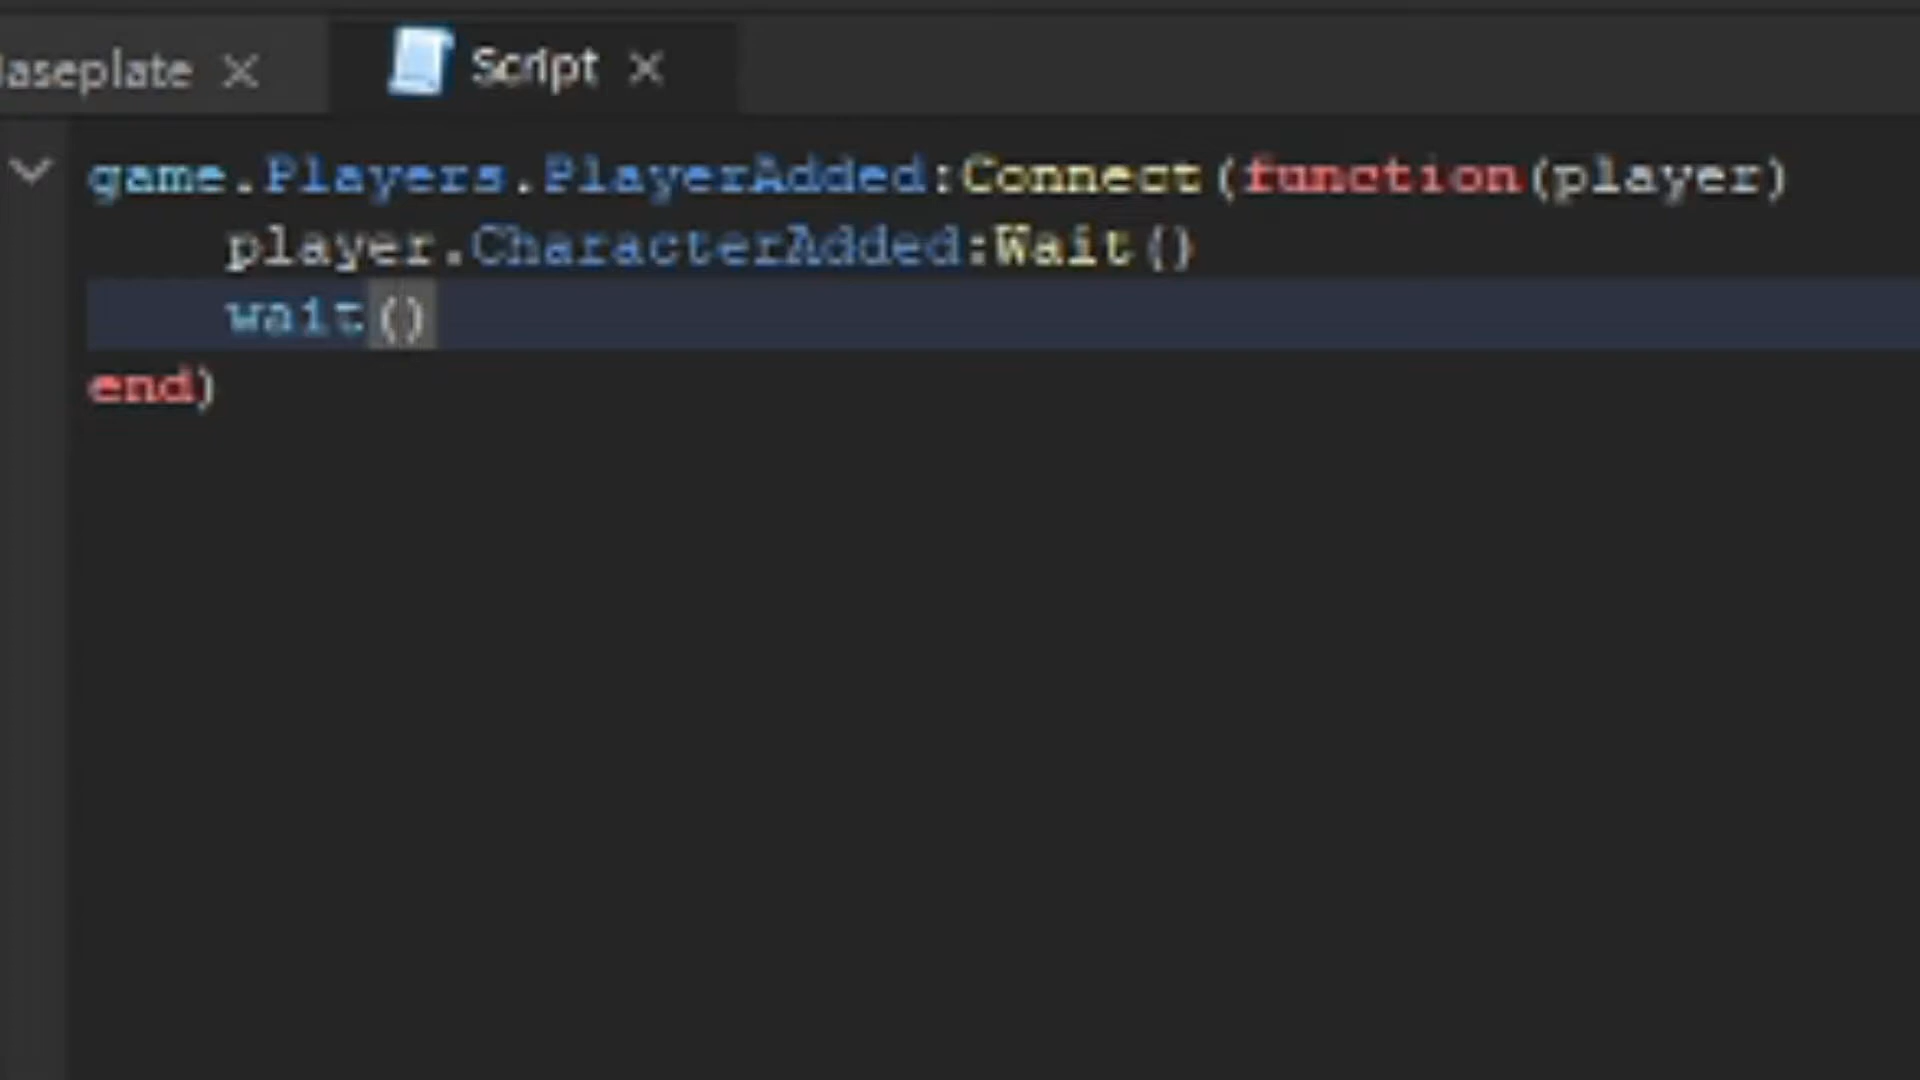 aseplate
Script
game.Players.PlayerAdded:Connect(function(player)
    player.CharacterAdded:Wait()
    wait()
end)